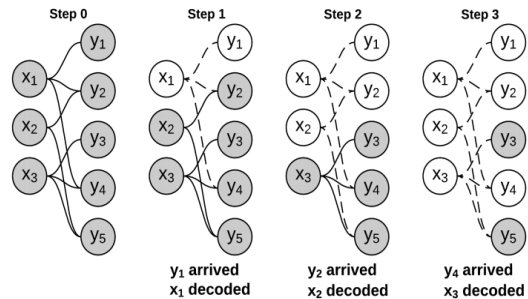 Step 0
Step 1
Step 2
Step 3
x1 x2 x3 y1 y2 y3 y4 y5
x1 x2 x3 y1 y2 y3 y4 y5
x1 x2 x3 y1 y2 y3 y4 y5
x1 x2 x3 y1 y2 y3 y4 y5
y1 arrived
x1 decoded
y2 arrived
x2 decoded
y4 arrived
x3 decoded